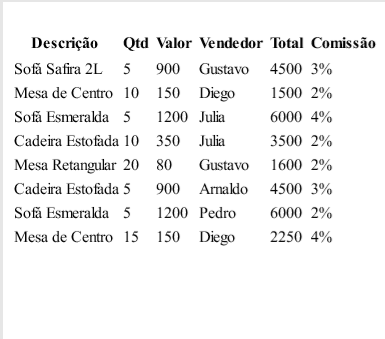 Descrição Qtd Valor Vendedor Total Comissão
Sofà Safira 2L 5 900 Gustavo 4500 3%
Mesa de Centro 10 150 Diego 1500 2%
Sofà Esmeralda 5 1200 Julia 6000 4%
Cadeira Estofada 10 350 Julia 3500 2%
Mesa Retangular 20 80 Gustavo 1600 2%
Cadeira Estofada 5 900 Arnaldo 4500 3%
Sofà Esmeralda 5 1200 Pedro 6000 2%
Mesa de Centro 15 150 Diego 2250 4%